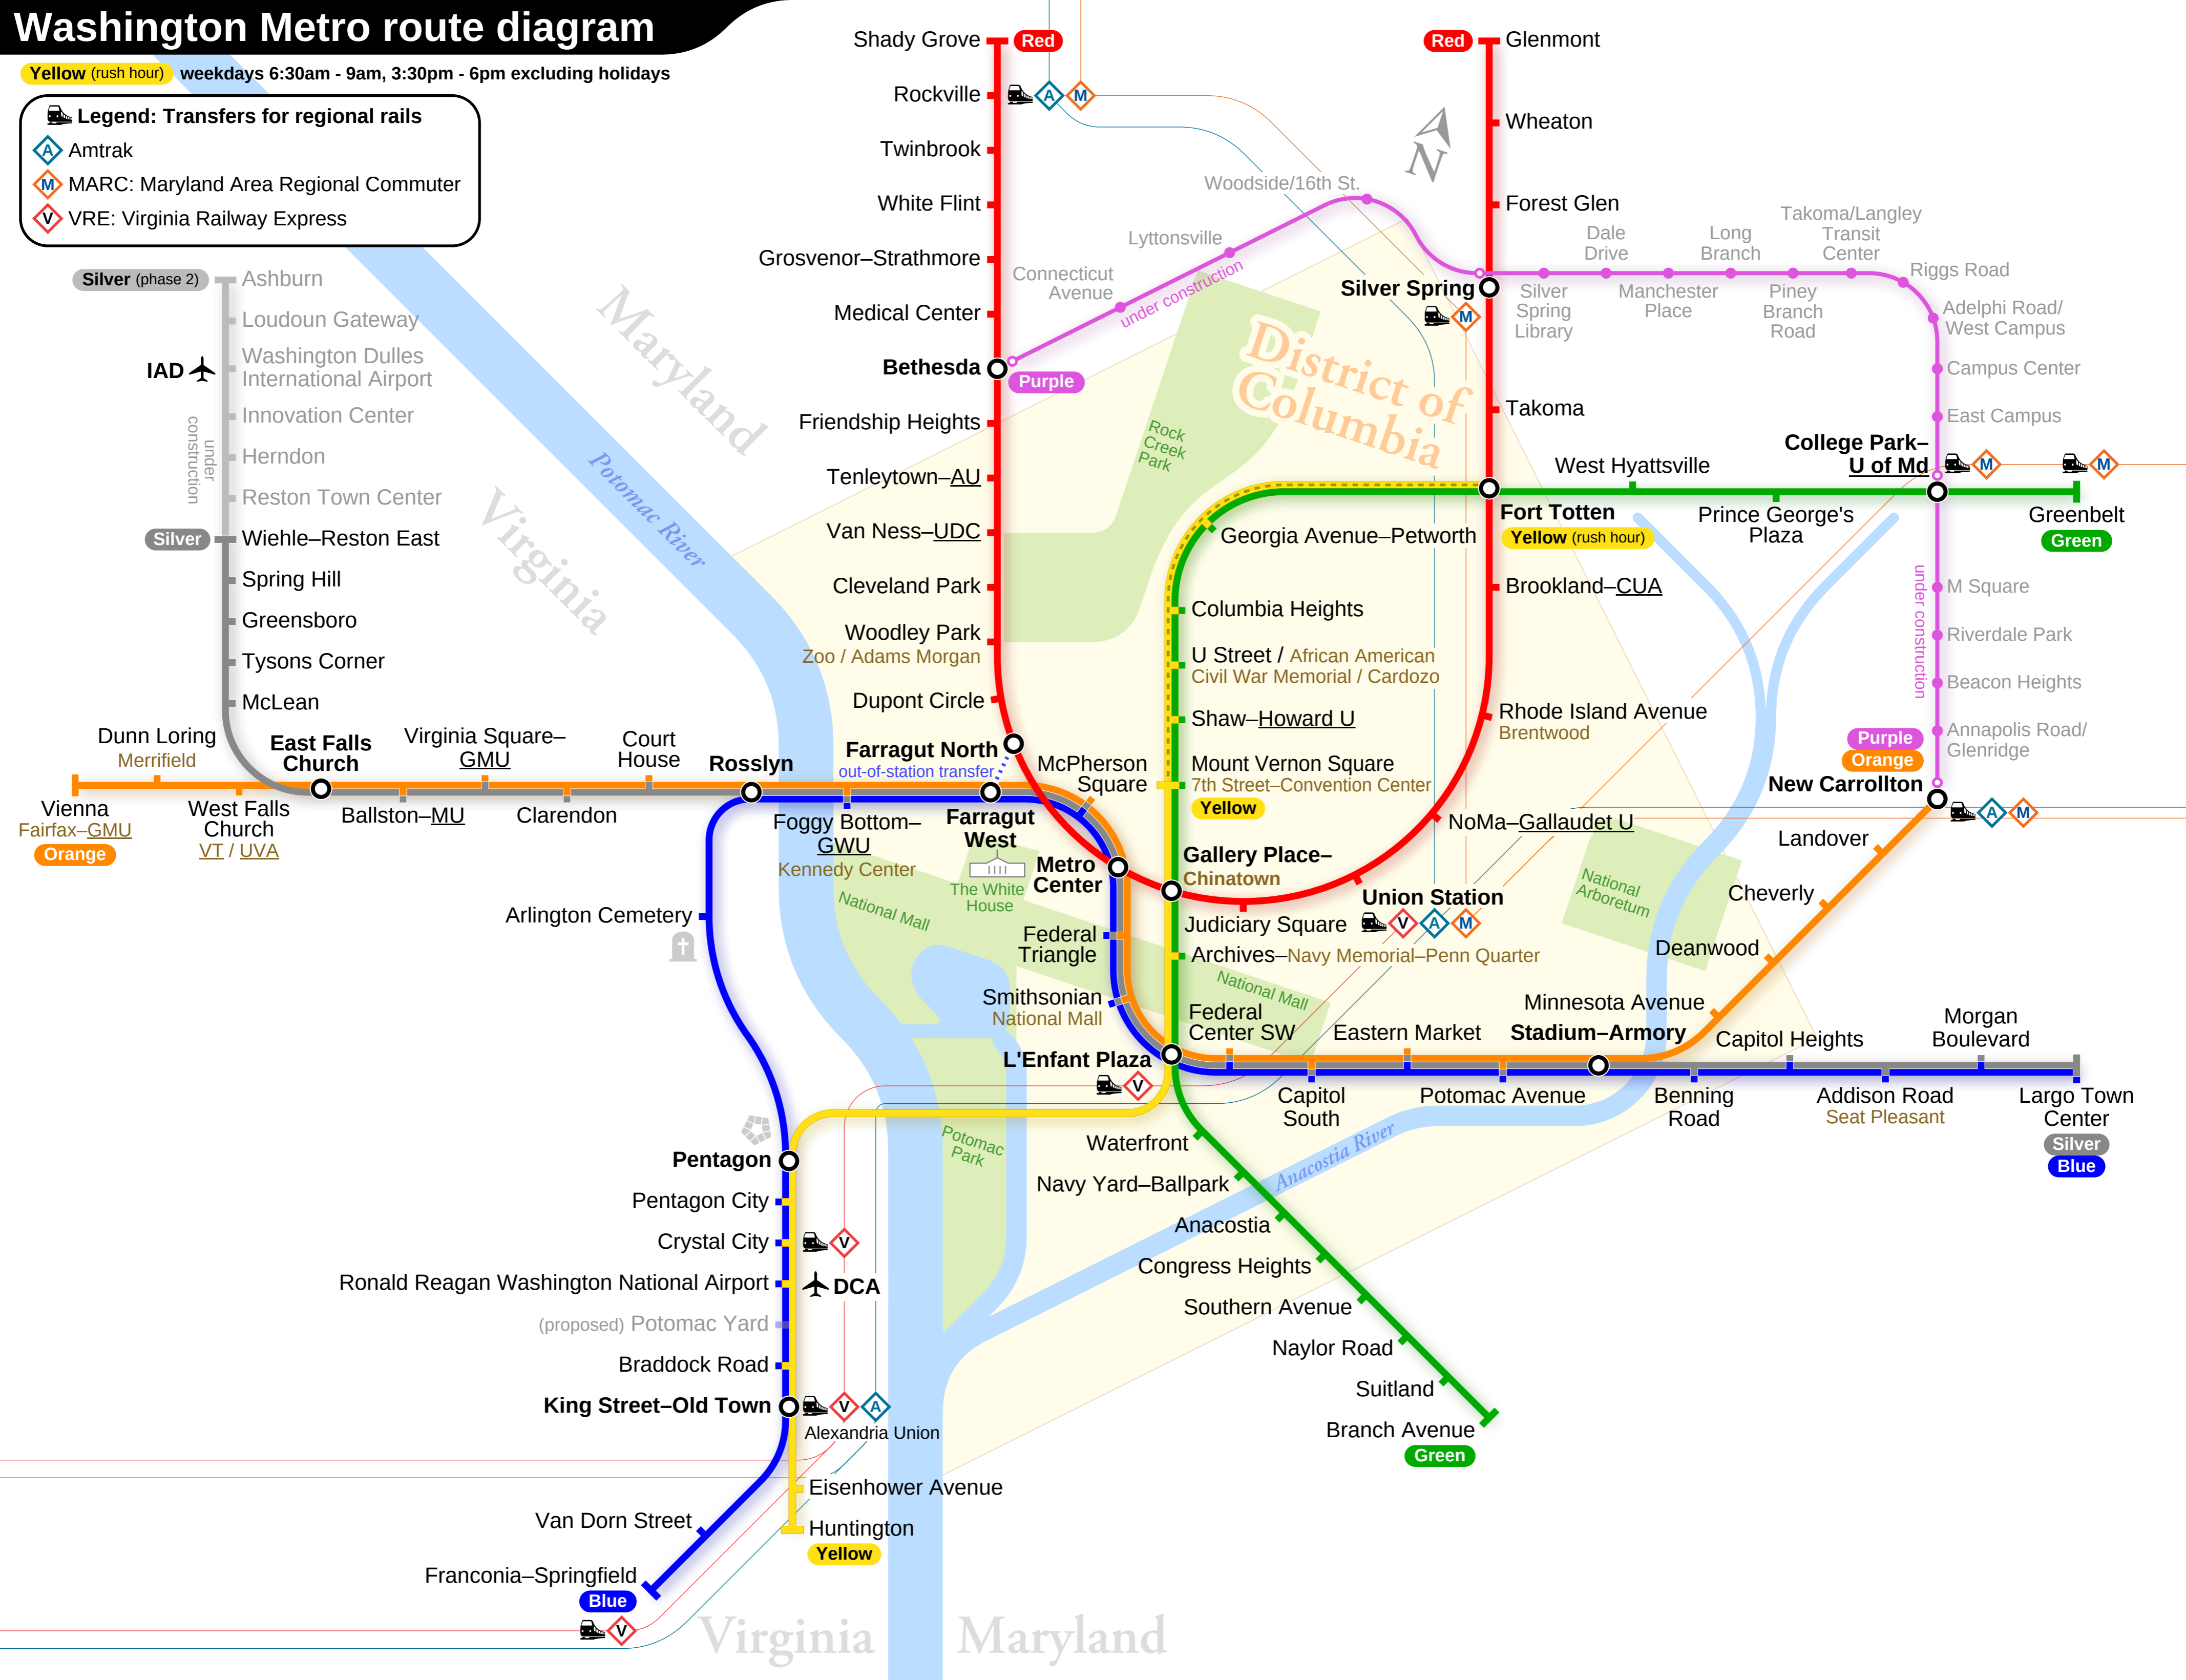 Washington Metro route diagram
Yellow (rush hour) weekdays 6:30am - 9am, 3:30pm - 6pm excluding holidays
Legend: Transfers for regional rails
A Amtrak
M MARC: Maryland Area Regional Commuter
V VRE: Virginia Railway Express
Silver (phase 2)
Ashburn
Loudoun Gateway
IAD
Washington Dulles
International Airport
Innovation Center
under
construction
Herndon
Reston Town Center
Silver
Wiehle–Reston East
Spring Hill
Greensboro
Tysons Corner
McLean
Dunn Loring
Merrifield
Vienna
Fairfax–GMU
Orange
West Falls
Church
VT / UVA
East Falls
Church
Ballston–MU
Virginia Square–
GMU
Clarendon
Court
House
Rosslyn
Foggy Bottom–
GWU
Kennedy Center
Farragut
West
McPherson
Square
The White
House
Maryland
Virginia
Potomac River
Shady Grove
Red
Rockville
A
M
Twinbrook
White Flint
Grosvenor–Strathmore
Medical Center
Bethesda
Purple
Friendship Heights
Tenleytown–AU
Van Ness–UDC
Cleveland Park
Woodley Park
Zoo / Adams Morgan
Dupont Circle
Farragut North
out-of-station transfer
Metro
Center
Connecticut
Avenue
Lyttonsville
under construction
Woodside/16th St.
N
District of
Columbia
Rock
Creek
Park
Red
Glenmont
Wheaton
Forest Glen
Silver Spring
M
Takoma
Silver
Spring
Library
Dale
Drive
Manchester
Place
Long
Branch
Piney
Branch
Road
Takoma/Langley
Transit
Center
Riggs Road
Adelphi Road/
West Campus
Campus Center
East Campus
College Park–
U of Md
M
M
West Hyattsville
Prince George's
Plaza
Greenbelt
Green
Fort Totten
Yellow (rush hour)
Georgia Avenue–Petworth
Brookland–CUA
Columbia Heights
U Street / African American
Civil War Memorial / Cardozo
Shaw–Howard U
Mount Vernon Square
7th Street–Convention Center
Yellow
Rhode Island Avenue
Brentwood
NoMa–Gallaudet U
Gallery Place–
Chinatown
Union Station
V
A
M
Judiciary Square
Archives–Navy Memorial–Penn Quarter
under construction
M Square
Riverdale Park
Beacon Heights
Annapolis Road/
Glenridge
Purple
Orange
New Carrollton
A
M
Landover
Cheverly
Deanwood
Minnesota Avenue
National
Arboretum
National Mall
National Mall
Arlington Cemetery
Federal
Triangle
Smithsonian
National Mall
L'Enfant Plaza
V
Federal
Center SW
Capitol
South
Eastern Market
Potomac Avenue
Stadium–Armory
Benning
Road
Capitol Heights
Addison Road
Seat Pleasant
Morgan
Boulevard
Largo Town
Center
Silver
Blue
Potomac
Park
Anacostia River
Waterfront
Navy Yard–Ballpark
Anacostia
Congress Heights
Southern Avenue
Naylor Road
Suitland
Branch Avenue
Green
Pentagon
Pentagon City
Crystal City
V
Ronald Reagan Washington National Airport
DCA
(proposed) Potomac Yard
Braddock Road
King Street–Old Town
V
A
Alexandria Union
Eisenhower Avenue
Huntington
Yellow
Van Dorn Street
Franconia–Springfield
Blue
V
Virginia
Maryland